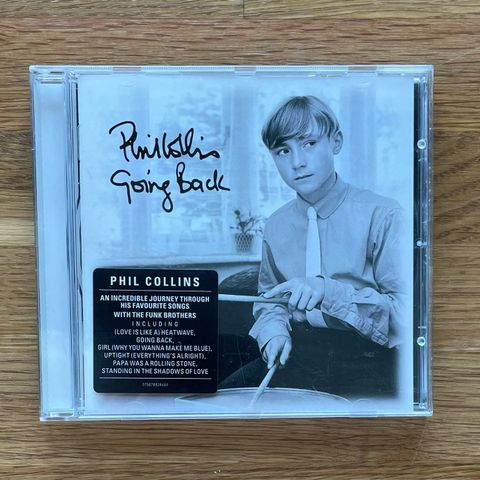 Phil Collins
Going Back
PHIL COLLINS
AN INCREDIBLE JOURNEY THROUGH
HIS FAVOURITE SONGS
WITH THE FUNK BROTHERS
INCLUDING
(LOVE IS LIKE A) HEATWAVE,
GOING BACK,
GIRL (WHY YOU WANNA MAKE ME BLUE),
UPTIGHT (EVERYTHING'S ALRIGHT),
PAPA WAS A ROLLING STONE,
STANDING IN THE SHADOWS OF LOVE